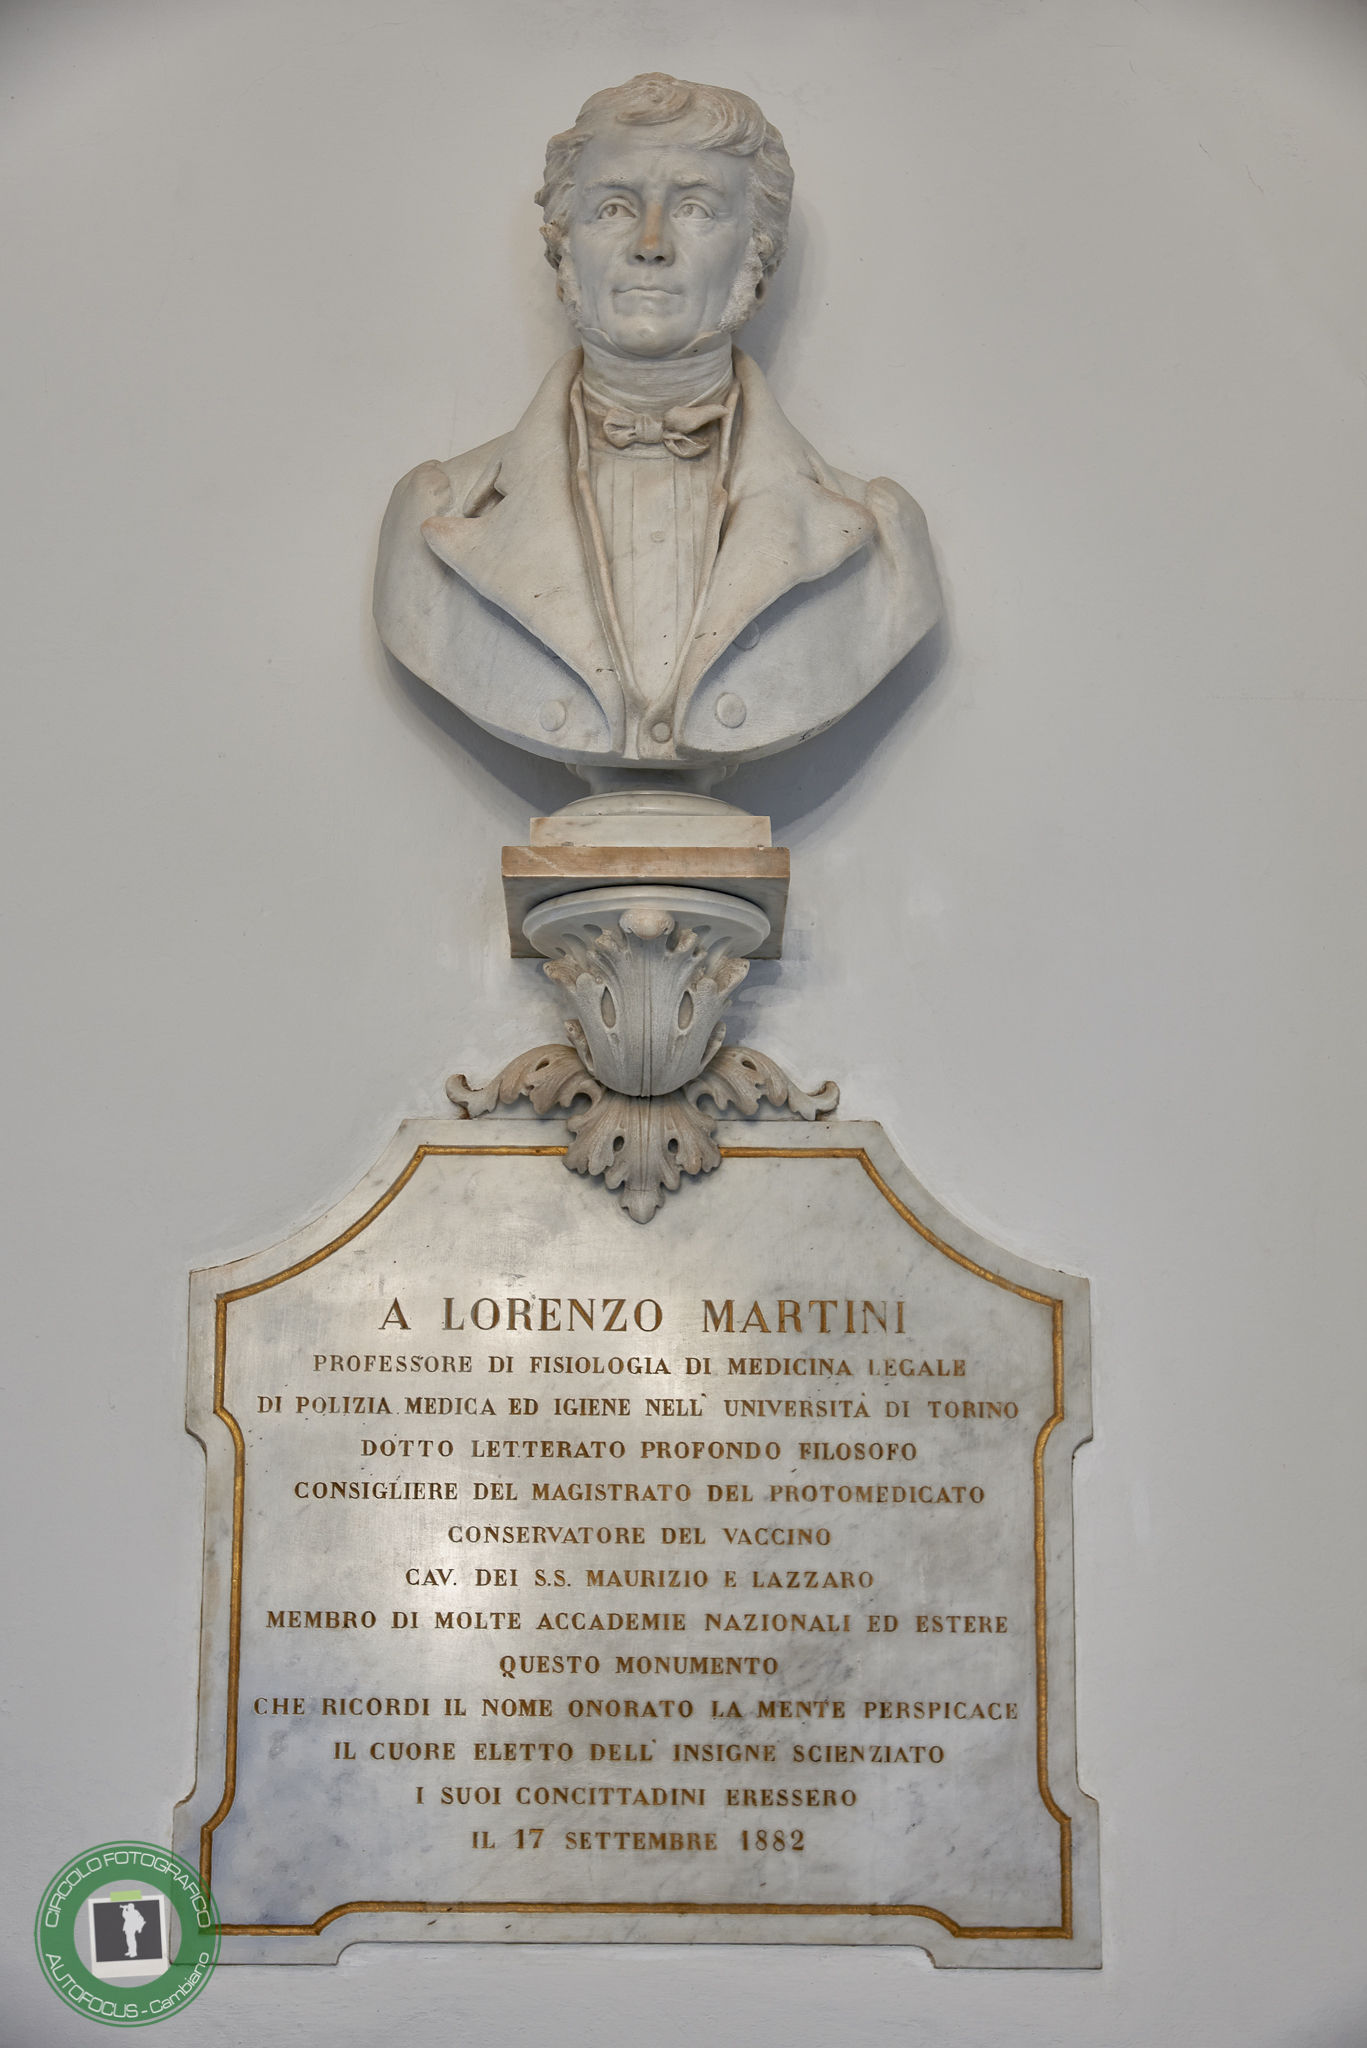 A LORENZO MARTINI
PROFESSORE DI FISIOLOGIA DI MEDICINA LEGALE
DI POLIZIA MEDICA ED IGIENE NELL' UNIVERSITÀ DI TORINO
DOTTO LETTERATO PROFONDO FILOSOFO
CONSIGLIERE DEL MAGISTRATO DEL PROTOMEDICATO
CONSERVATORE DEL VACCINO
CAV. DEI S.S. MAURIZIO E LAZZARO
MEMBRO DI MOLTE ACCADEMIE NAZIONALI ED ESTERE
QUESTO MONUMENTO
CHE RICORDI IL NOME ONORATO LA MENTE PERSPICACE
IL CUORE ELETTO DELL' INSIGNE SCIENZIATO
I SUOI CONCITTADINI ERESSERO
IL 17 SETTEMBRE 1882
CIRCOLO FOTOGRAFICO
AUTOFOCUS - Cambiano